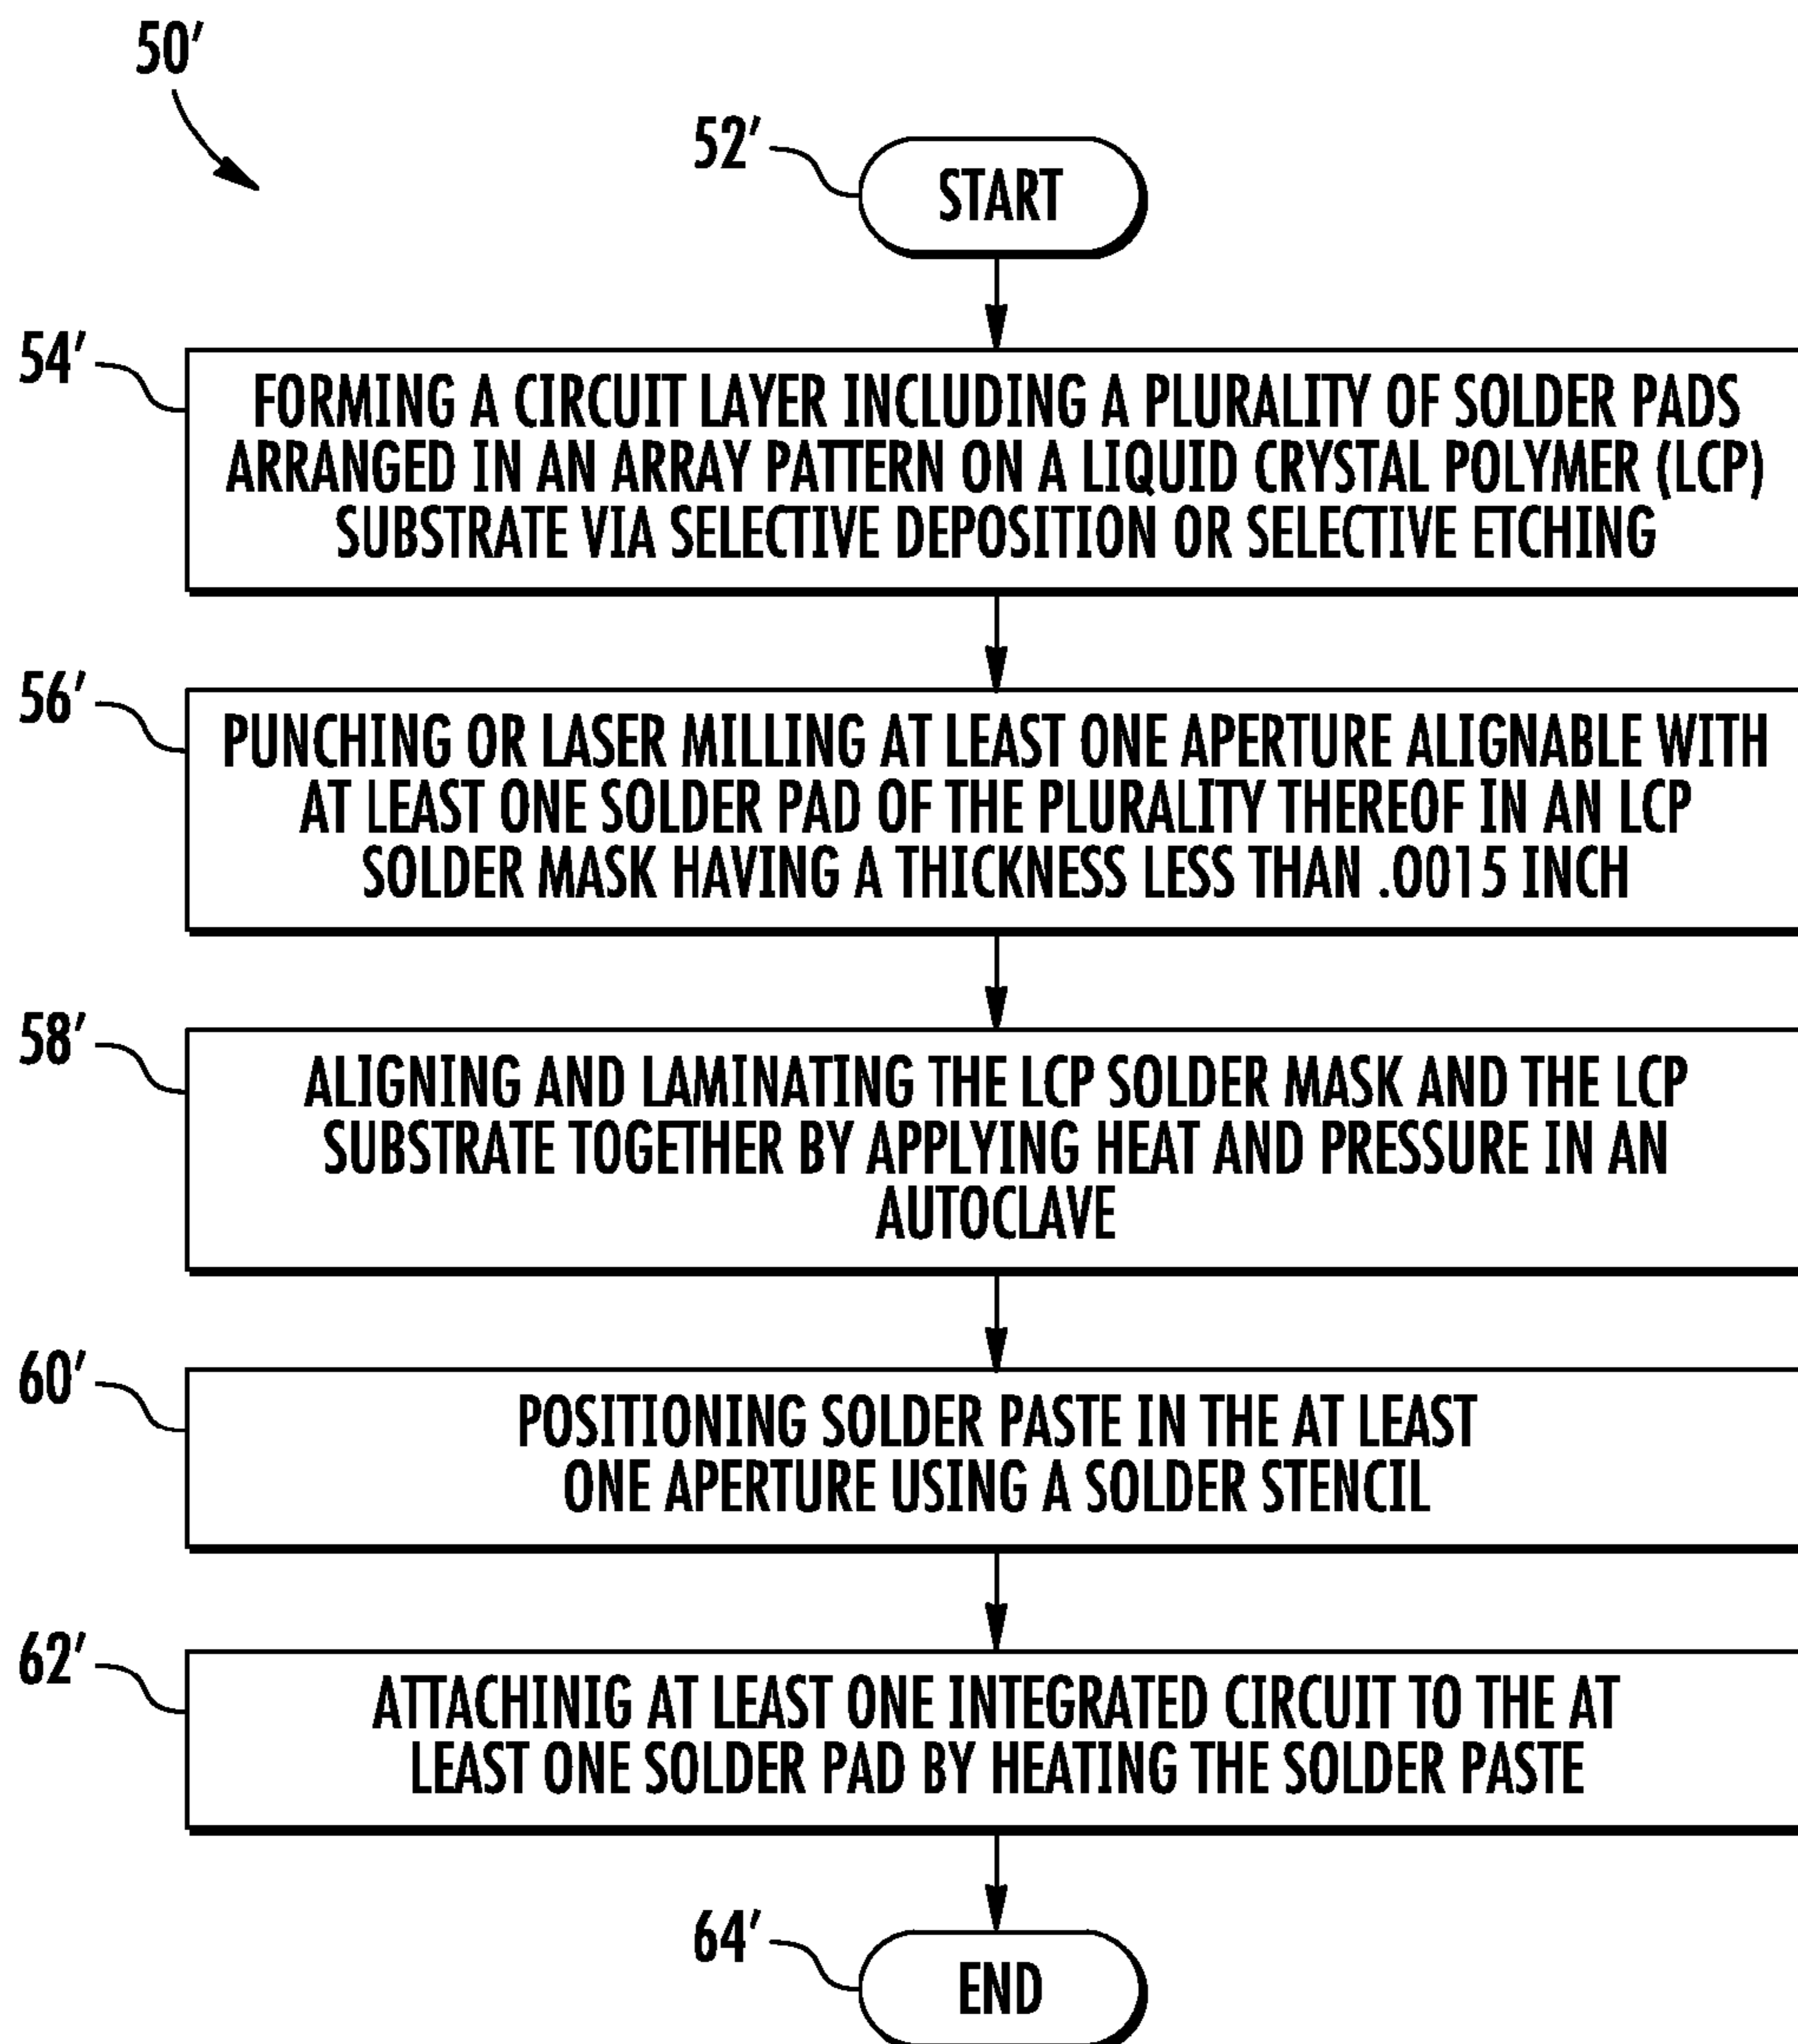 50'
52'
START
54'
FORMING A CIRCUIT LAYER INCLUDING A PLURALITY OF SOLDER PADS
ARRANGED IN AN ARRAY PATTERN ON A LIQUID CRYSTAL POLYMER (LCP)
SUBSTRATE VIA SELECTIVE DEPOSITION OR SELECTIVE ETCHING
56'
PUNCHING OR LASER MILLING AT LEAST ONE APERTURE ALIGNABLE WITH
AT LEAST ONE SOLDER PAD OF THE PLURALITY THEREOF IN AN LCP
SOLDER MASK HAVING A THICKNESS LESS THAN .0015 INCH
58'
ALIGNING AND LAMINATING THE LCP SOLDER MASK AND THE LCP
SUBSTRATE TOGETHER BY APPLYING HEAT AND PRESSURE IN AN
AUTOCLAVE
60'
POSITIONING SOLDER PASTE IN THE AT LEAST
ONE APERTURE USING A SOLDER STENCIL
62'
ATTACHINIG AT LEAST ONE INTEGRATED CIRCUIT TO THE AT
LEAST ONE SOLDER PAD BY HEATING THE SOLDER PASTE
64'
END